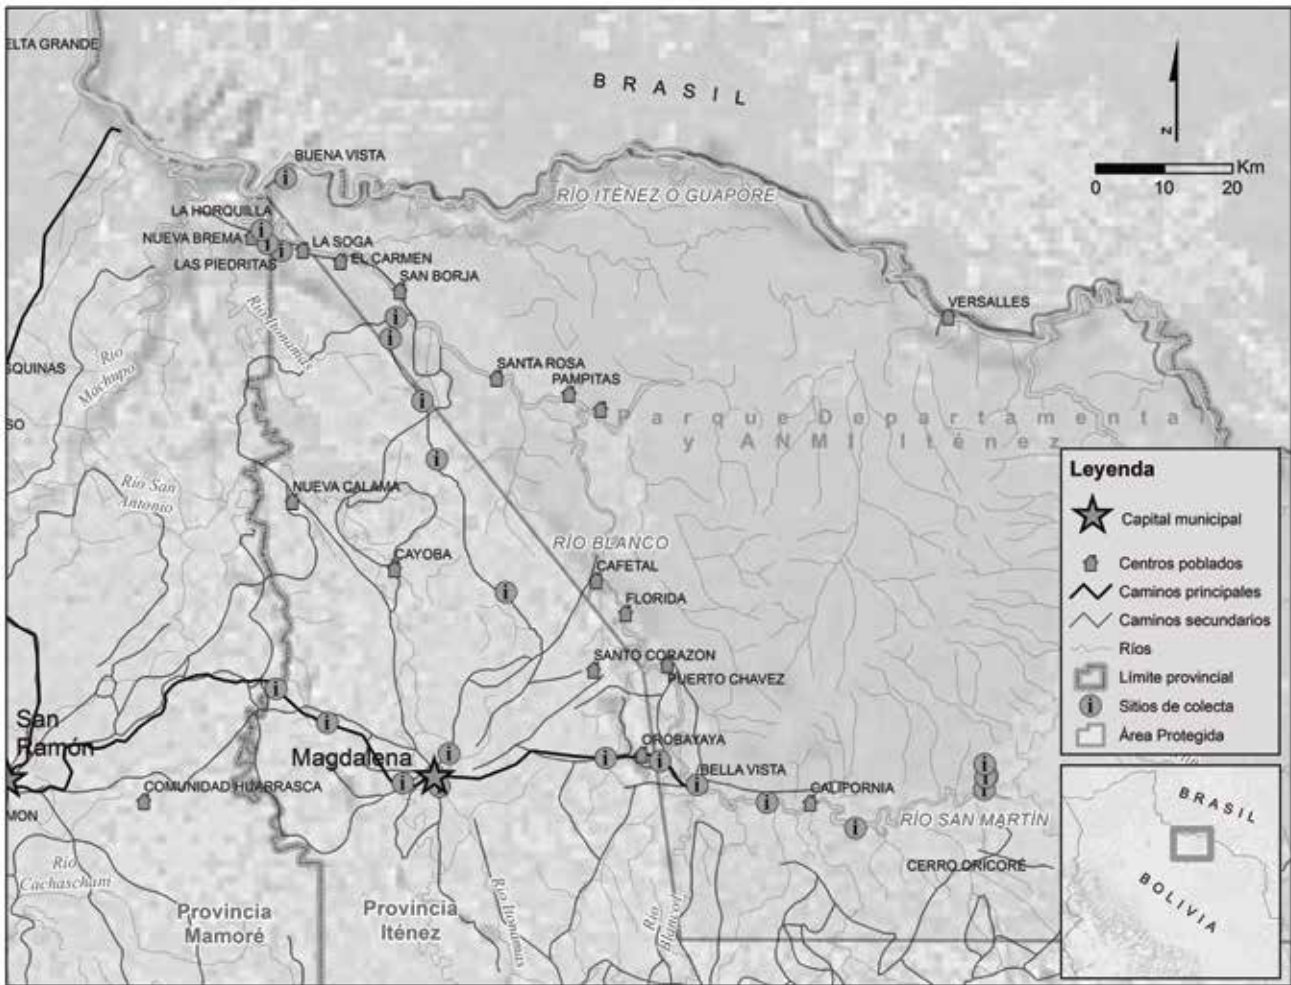 ELTA GRANDE
BRASIL
N
Km
0 10 20
BUENA VISTA
RÍO ITÉNEZ O GUAPORÉ
LA HORQUILLA
NUEVA BREMA
LA SOGA
LAS PIEDRITAS
EL CARMEN
SAN BORJA
Río Itonamas
VERSALLES
SQUINAS
Río
Machupo
SANTA ROSA
PAMPITAS
Parque Departamental
y ANMI Iténez
SO
Río San
Antonio
NUEVA CALAMA
RÍO BLANCO
CAYOBA
CAFETAL
FLORIDA
SANTO CORAZON
PUERTO CHAVEZ
San
Ramón
Magdalena
OROBAYAYA
BELLA VISTA
COMUNIDAD HUARRASCA
CALIFORNIA
MON
RÍO SAN MARTÍN
CERRO ORICORÉ
Río
Cachaschani
Provincia
Mamoré
Provincia
Iténez
Río Itonamas
Río
Blanco
Leyenda
Capital municipal
Centros poblados
Caminos principales
Caminos secundarios
Ríos
Límite provincial
i Sitios de colecta
Área Protegida
BRASIL
BOLIVIA